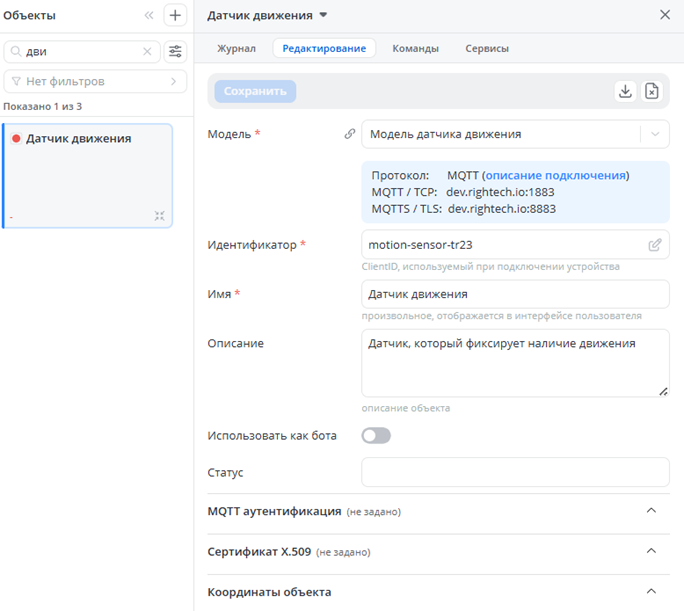 Объекты
дви
Нет фильтров
Показано 1 из 3
Датчик движения
-
Датчик движения
Журнал Редактирование Команды Сервисы
Сохранить
Модель * Модель датчика движения
Протокол: MQTT (описание подключения)
MQTT / TCP: dev.rightech.io:1883
MQTTS / TLS: dev.rightech.io:8883
Идентификатор * motion-sensor-tr23
ClientID, используемый при подключении устройства
Имя * Датчик движения
произвольное, отображается в интерфейсе пользователя
Описание Датчик, который фиксирует наличие движения
описание объекта
Использовать как бота
Статус
MQTT аутентификация (не задано)
Сертификат X.509 (не задано)
Координаты объекта